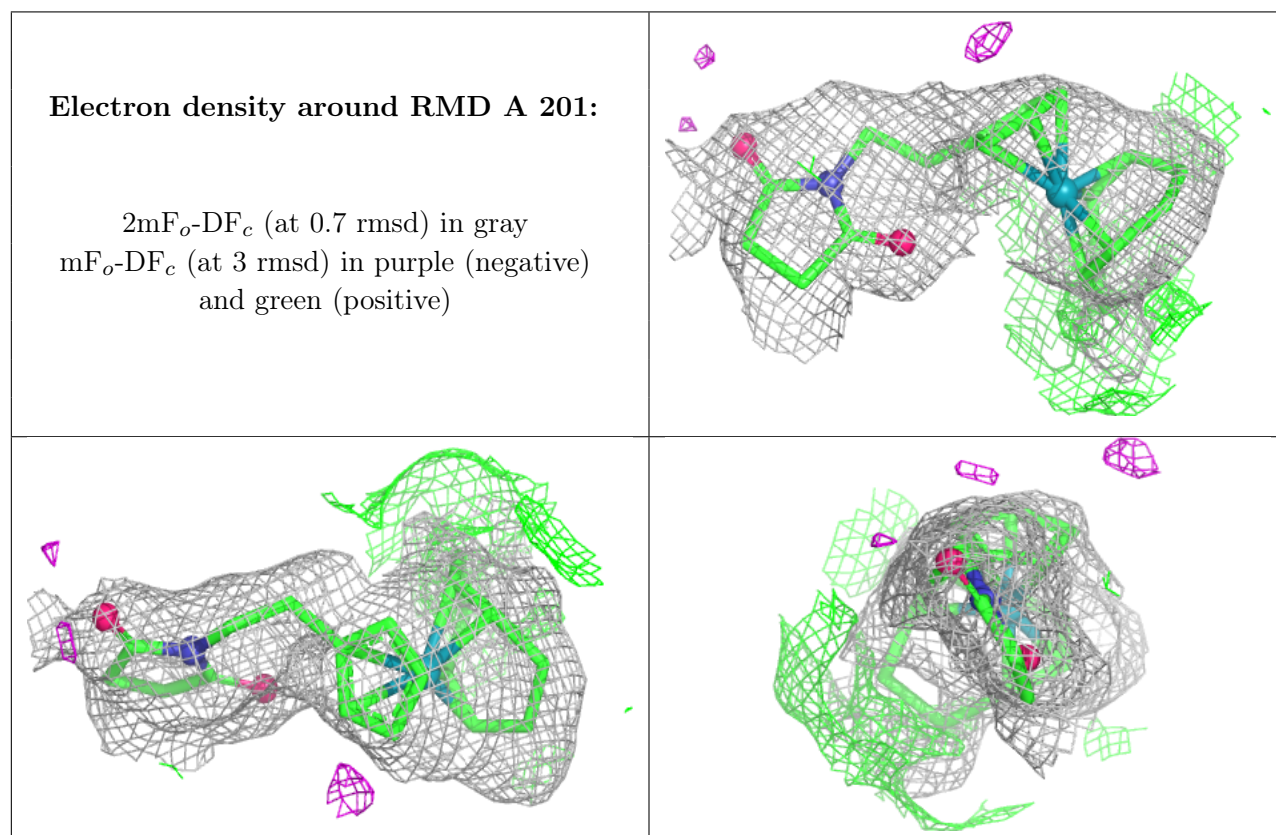 Electron density around RMD A 201:
2mFo-DFc (at 0.7 rmsd) in gray
mFo-DFc (at 3 rmsd) in purple (negative)
and green (positive)